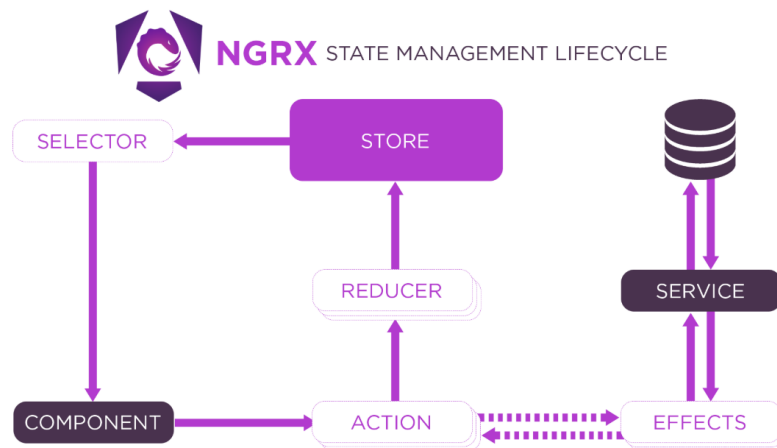 NGRX STATE MANAGEMENT LIFECYCLE
SELECTOR
STORE
REDUCER
SERVICE
COMPONENT
ACTION
EFFECTS